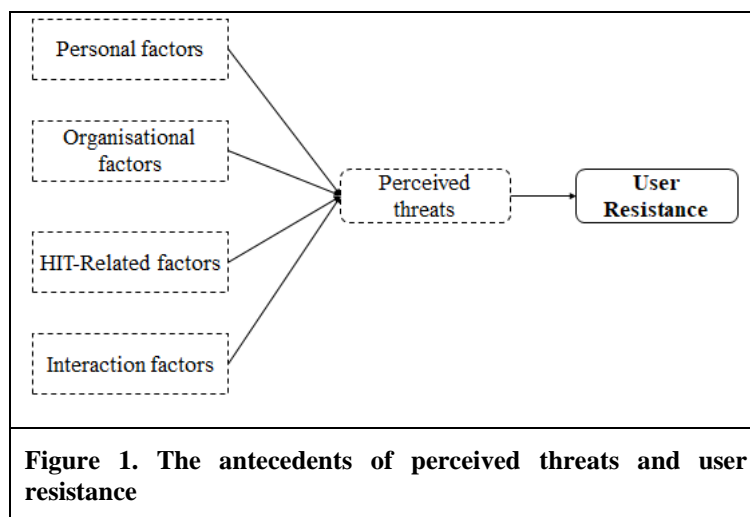 Personal factors
Organisational
factors
HIT-Related factors
Interaction factors
Perceived
threats
User
Resistance
Figure 1. The antecedents of perceived threats and user
resistance